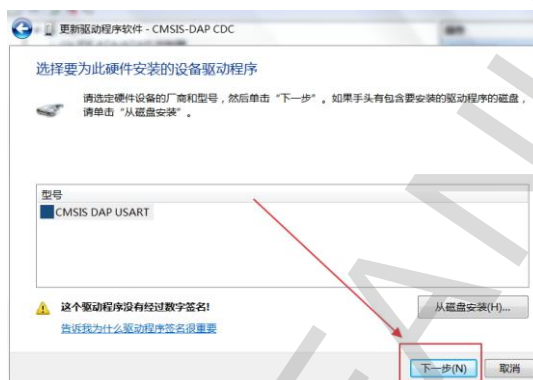 更新驱动程序软件 - CMSIS-DAP CDC
选择要为此硬件安装的设备驱动程序
请选定硬件设备的厂商和型号，然后单击“下一步”。如果手头有包含要安装的驱动程序的磁盘，
请单击“从磁盘安装”。
型号
CMSIS DAP USART
这个驱动程序没有经过数字签名!
从磁盘安装(H)...
告诉我为什么驱动程序签名很重要
下一步(N)
取消